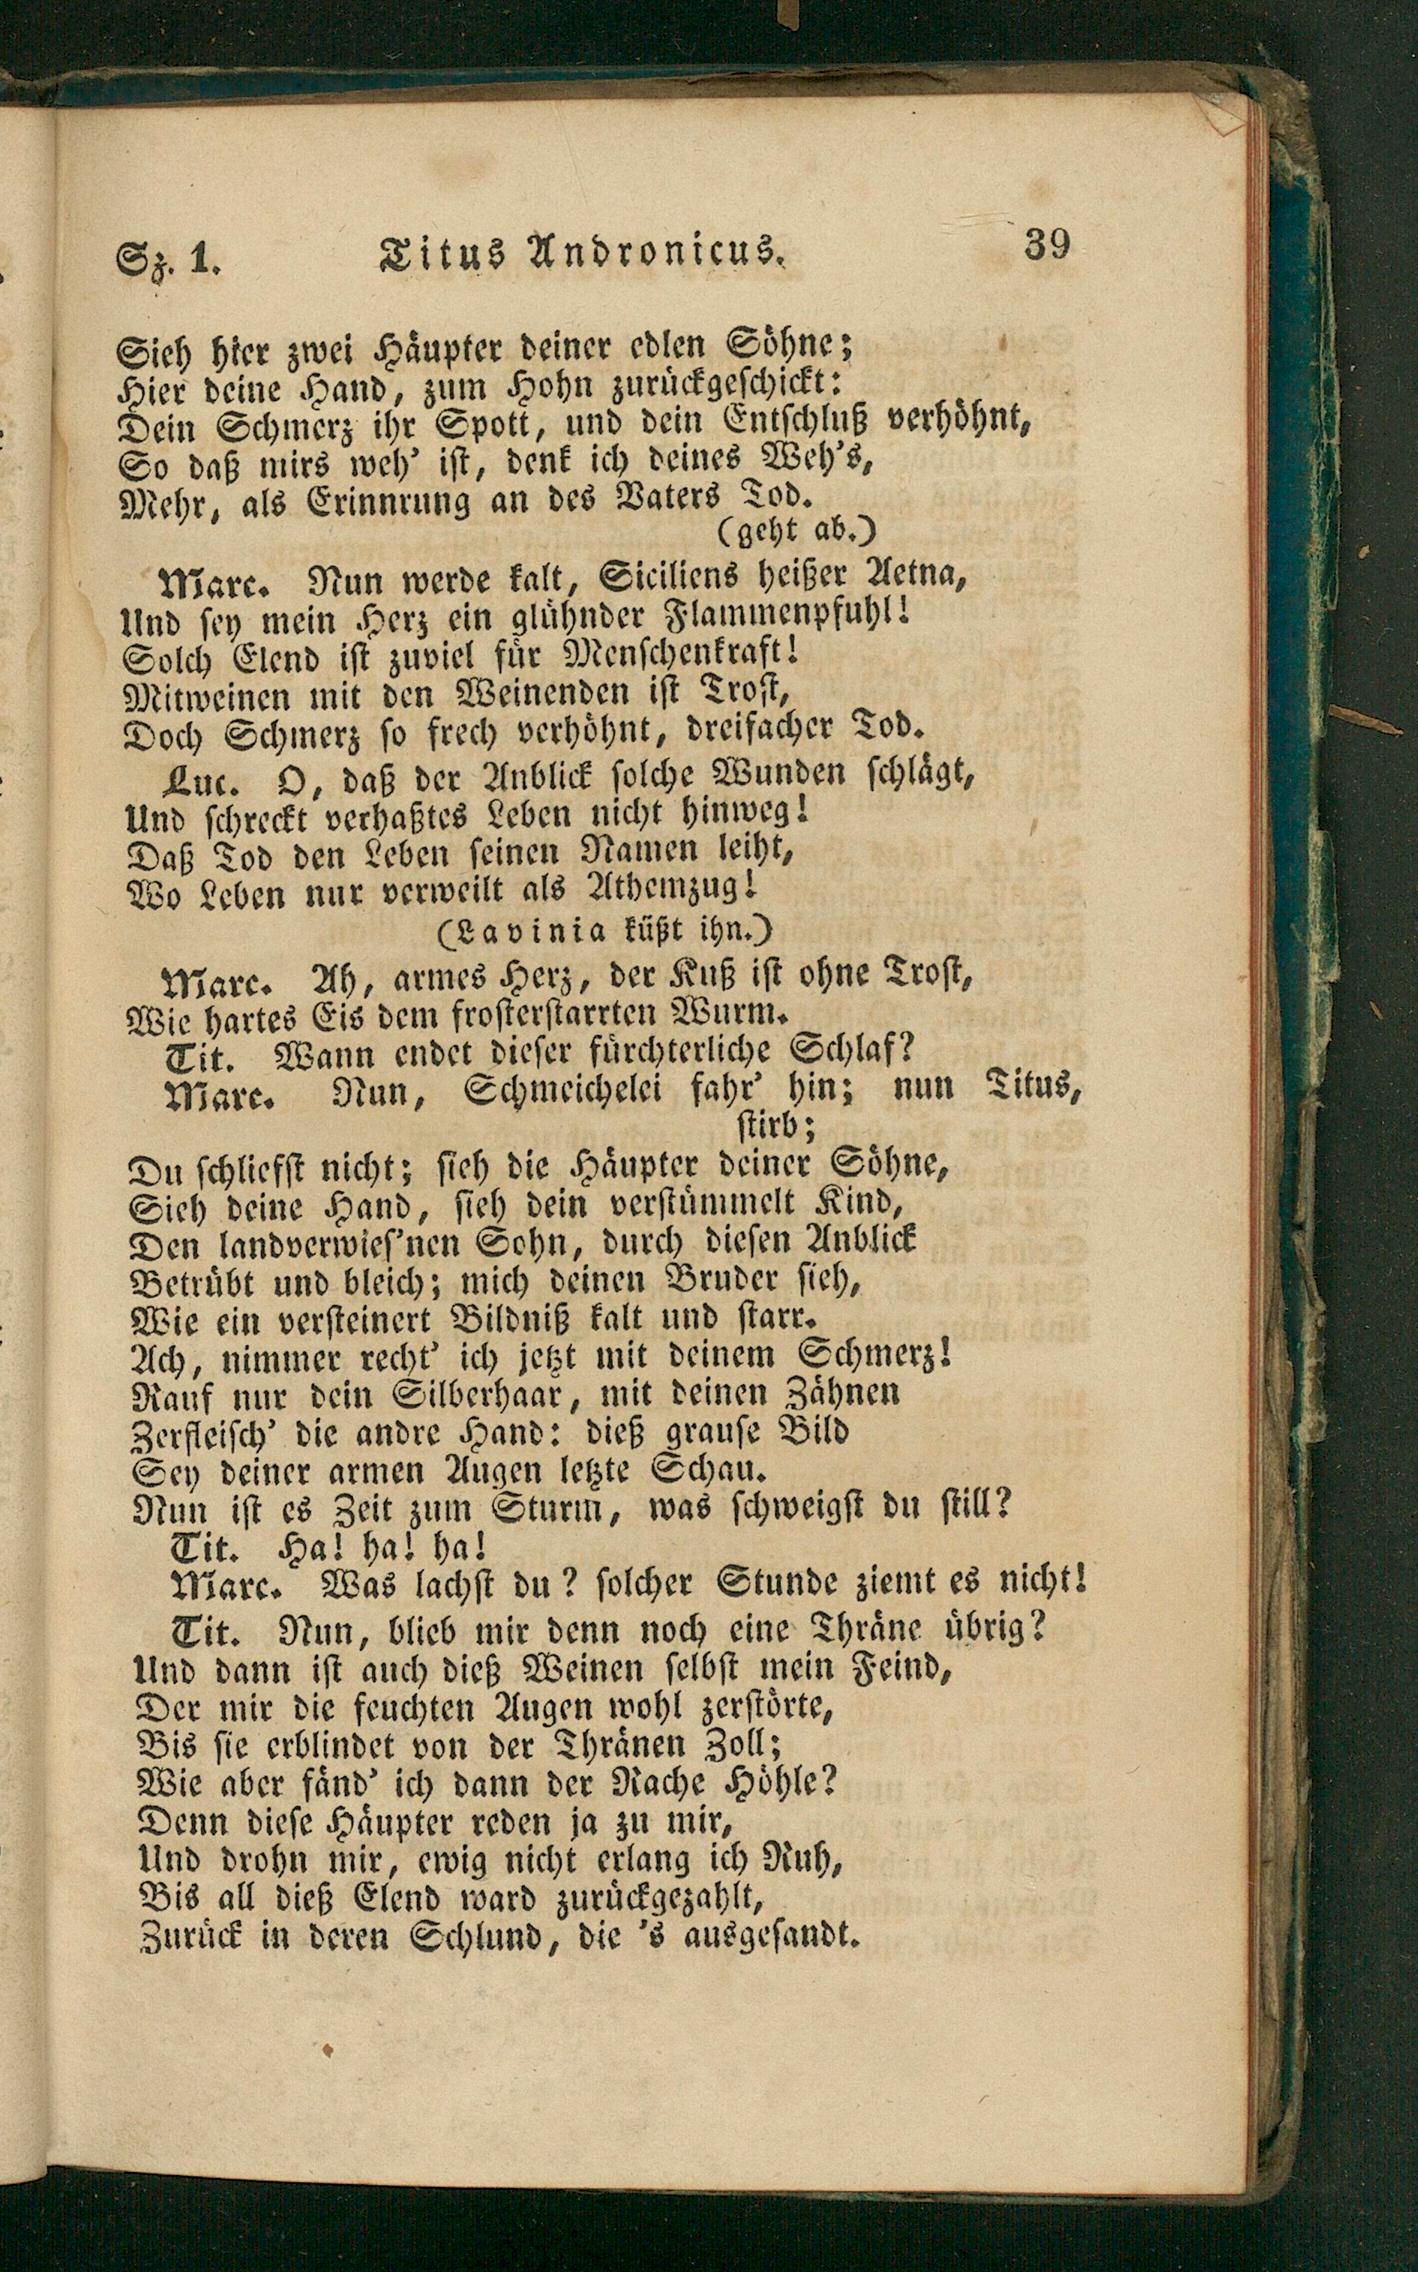 Sz. 1. Titus Andronicus. 39
Sieh hier zwei Häupter deiner edlen Söhne;
Hier deine Hand, zum Hohn zurückgeschickt:
Dein Schmerz ihr Spott, und dein Entschluß verhöhnt,
So daß mirs weh' ist, denk ich deines Weh's,
Mehr, als Erinnrung an des Vaters Tod.
(geht ab.)
Marc. Nun werde kalt, Siciliens heißer Aetna,
Und sey mein Herz ein glühnder Flammenpfuhl!
Solch Elend ist zuviel für Menschenkraft!
Mitweinen mit den Weinenden ist Trost,
Doch Schmerz so frech verhöhnt, dreifacher Tod.
Luc. O, daß der Anblick solche Wunden schlägt,
Und schreckt verhaßtes Leben nicht hinweg!
Daß Tod den Leben seinen Namen leiht,
Wo Leben nur verweilt als Athemzug!
(Lavinia küßt ihn.)
Marc. Ah, armes Herz, der Kuß ist ohne Trost,
Wie hartes Eis dem frosterstarrten Wurm.
Tit. Wann endet dieser fürchterliche Schlaf?
Marc. Nun, Schmeichelei fahr' hin; nun Titus,
stirb;
Du schliefst nicht; sieh die Häupter deiner Söhne,
Sieh deine Hand, sieh dein verstümmelt Kind,
Den landverwies'nen Sohn, durch diesen Anblick
Betrübt und bleich; mich deinen Bruder sieh,
Wie ein versteinert Bildniß kalt und starr.
Ach, nimmer recht' ich jetzt mit deinem Schmerz!
Rauf nur dein Silberhaar, mit deinen Zähnen
Zerfleisch' die andre Hand: dieß grause Bild
Sey deiner armen Augen letzte Schau.
Nun ist es Zeit zum Sturm, was schweigst du still?
Tit. Ha! ha! ha!
Marc. Was lachst du? solcher Stunde ziemt es nicht!
Tit. Nun, blieb mir denn noch eine Thräne übrig?
Und dann ist auch dieß Weinen selbst mein Feind,
Der mir die feuchten Augen wohl zerstörte,
Bis sie erblindet von der Thränen Zoll;
Wie aber fänd' ich dann der Rache Höhle?
Denn diese Häupter reden ja zu mir,
Und drohn mir, ewig nicht erlang ich Ruh,
Bis all dieß Elend ward zurückgezahlt,
Zurück in deren Schlund, die 's ausgesandt.